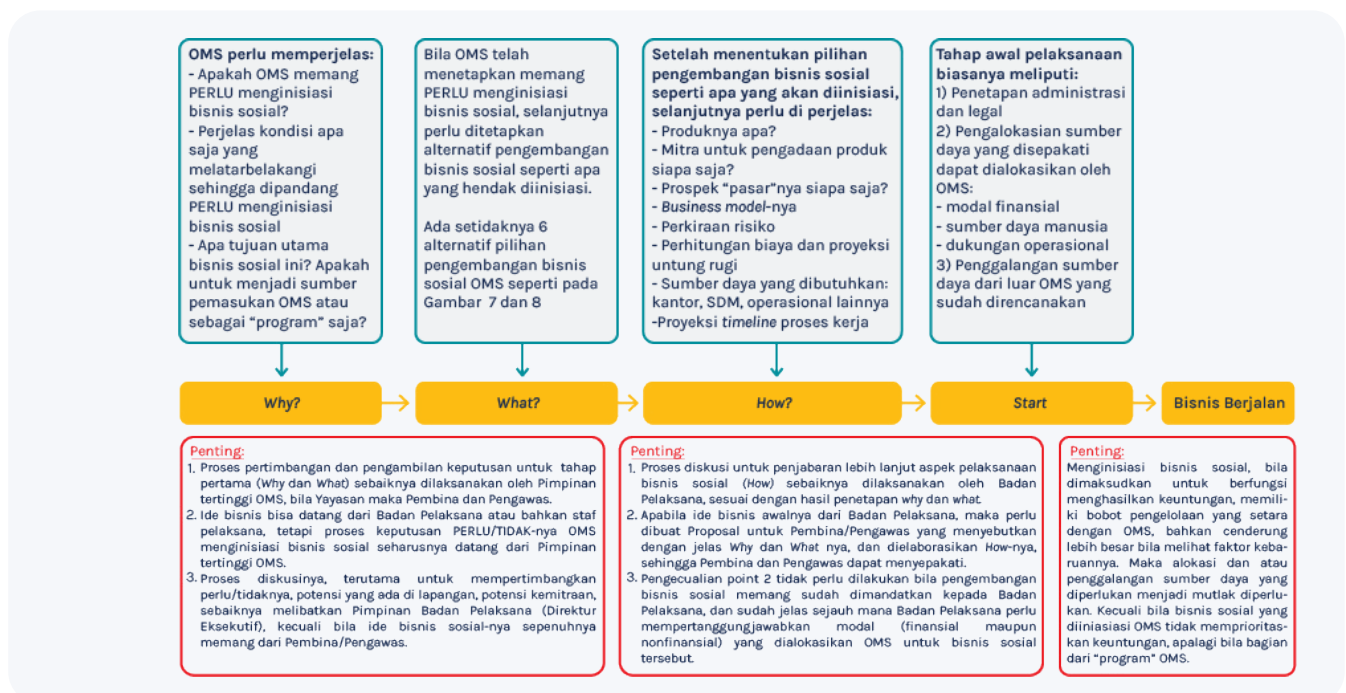 OMS perlu memperjelas:
- Apakah OMS memang
PERLU menginisiasi
bisnis sosial?
- Perjelas kondisi apa
saja yang
melatarbelakangi
sehingga dipandang
PERLU menginisiasi
bisnis sosial
- Apa tujuan utama
bisnis sosial ini? Apakah
untuk menjadi sumber
pemasukan OMS atau
sebagai “program” saja?
Bila OMS telah
menetapkan memang
PERLU menginisiasi
bisnis sosial, selanjutnya
perlu ditetapkan
alternatif pengembangan
bisnis sosial seperti apa
yang hendak diinisiasi.
Ada setidaknya 6
alternatif pilihan
pengembangan bisnis
sosial OMS seperti pada
Gambar 7 dan 8
Setelah menentukan pilihan
pengembangan bisnis sosial
seperti apa yang akan diinisiasi,
selanjutnya perlu di perjelas:
- Produknya apa?
- Mitra untuk pengadaan produk
siapa saja?
- Prospek “pasar”nya siapa saja?
- Business model-nya
- Perkiraan risiko
- Perhitungan biaya dan proyeksi
untung rugi
- Sumber daya yang dibutuhkan:
kantor, SDM, operasional lainnya
-Proyeksi timeline proses kerja
Tahap awal pelaksanaan
biasanya meliputi:
1) Penetapan administrasi
dan legal
2) Pengalokasian sumber
daya yang disepakati
dapat dialokasikan oleh
OMS:
- modal finansial
- sumber daya manusia
- dukungan operasional
3) Penggalangan sumber
daya dari luar OMS yang
sudah direncanakan
Why?
What?
How?
Start
Bisnis Berjalan
Penting:
1. Proses pertimbangan dan pengambilan keputusan untuk tahap
pertama (Why dan What) sebaiknya dilaksanakan oleh Pimpinan
tertinggi OMS, bila Yayasan maka Pembina dan Pengawas.
2. Ide bisnis bisa datang dari Badan Pelaksana atau bahkan staf
pelaksana, tetapi proses keputusan PERLU/TIDAK-nya OMS
menginisiasi bisnis sosial seharusnya datang dari Pimpinan
tertinggi OMS.
3. Proses diskusinya, terutama untuk mempertimbangkan
perlu/tidaknya, potensi yang ada di lapangan, potensi kemitraan,
sebaiknya melibatkan Pimpinan Badan Pelaksana (Direktur
Eksekutif), kecuali bila ide bisnis sosial-nya sepenuhnya
memang dari Pembina/Pengawas.
Penting:
1. Proses diskusi untuk penjabaran lebih lanjut aspek pelaksanaan
bisnis sosial (How) sebaiknya dilaksanakan oleh Badan
Pelaksana, sesuai dengan hasil penetapan why dan what.
2. Apabila ide bisnis awalnya dari Badan Pelaksana, maka perlu
dibuat Proposal untuk Pembina/Pengawas yang menyebutkan
dengan jelas Why dan What nya, dan dielaborasikan How-nya,
sehingga Pembina dan Pengawas dapat menyepakati.
3. Pengecualian point 2 tidak perlu dilakukan bila pengembangan
bisnis sosial memang sudah dimandatkan kepada Badan
Pelaksana, dan sudah jelas sejauh mana Badan Pelaksana perlu
mempertanggungjawabkan modal (finansial maupun
nonfinansial) yang dialokasikan OMS untuk bisnis sosial
tersebut.
Penting:
Menginisiasi bisnis sosial, bila
dimaksudkan untuk berfungsi
menghasilkan keuntungan, memili-
ki bobot pengelolaan yang setara
dengan OMS, bahkan cenderung
lebih besar bila melihat faktor keba-
ruannya. Maka alokasi dan atau
penggalangan sumber daya yang
diperlukan menjadi mutlak diperlu-
kan. Kecuali bila bisnis sosial yang
diiniasiasi OMS tidak memprioritas-
kan keuntungan, apalagi bila bagian
dari “program” OMS.